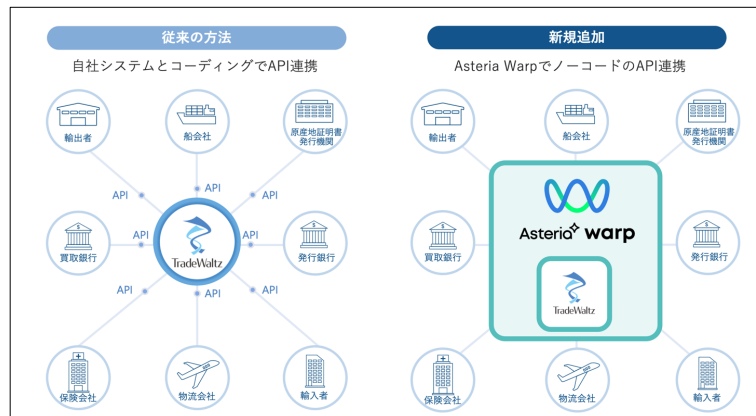 従来の方法
自社システムとコーディングでAPI連携
輸出者
船会社
原産地証明書
発行機関
API
API
API
買取銀行
API
TradeWaltz
API
発行銀行
API
API
API
保険会社
物流会社
輸入者
新規追加
Asteria WarpでノーコードのAPI連携
輸出者
船会社
原産地証明書
発行機関
買取銀行
Asteria warp
発行銀行
TradeWaltz
保険会社
物流会社
輸入者